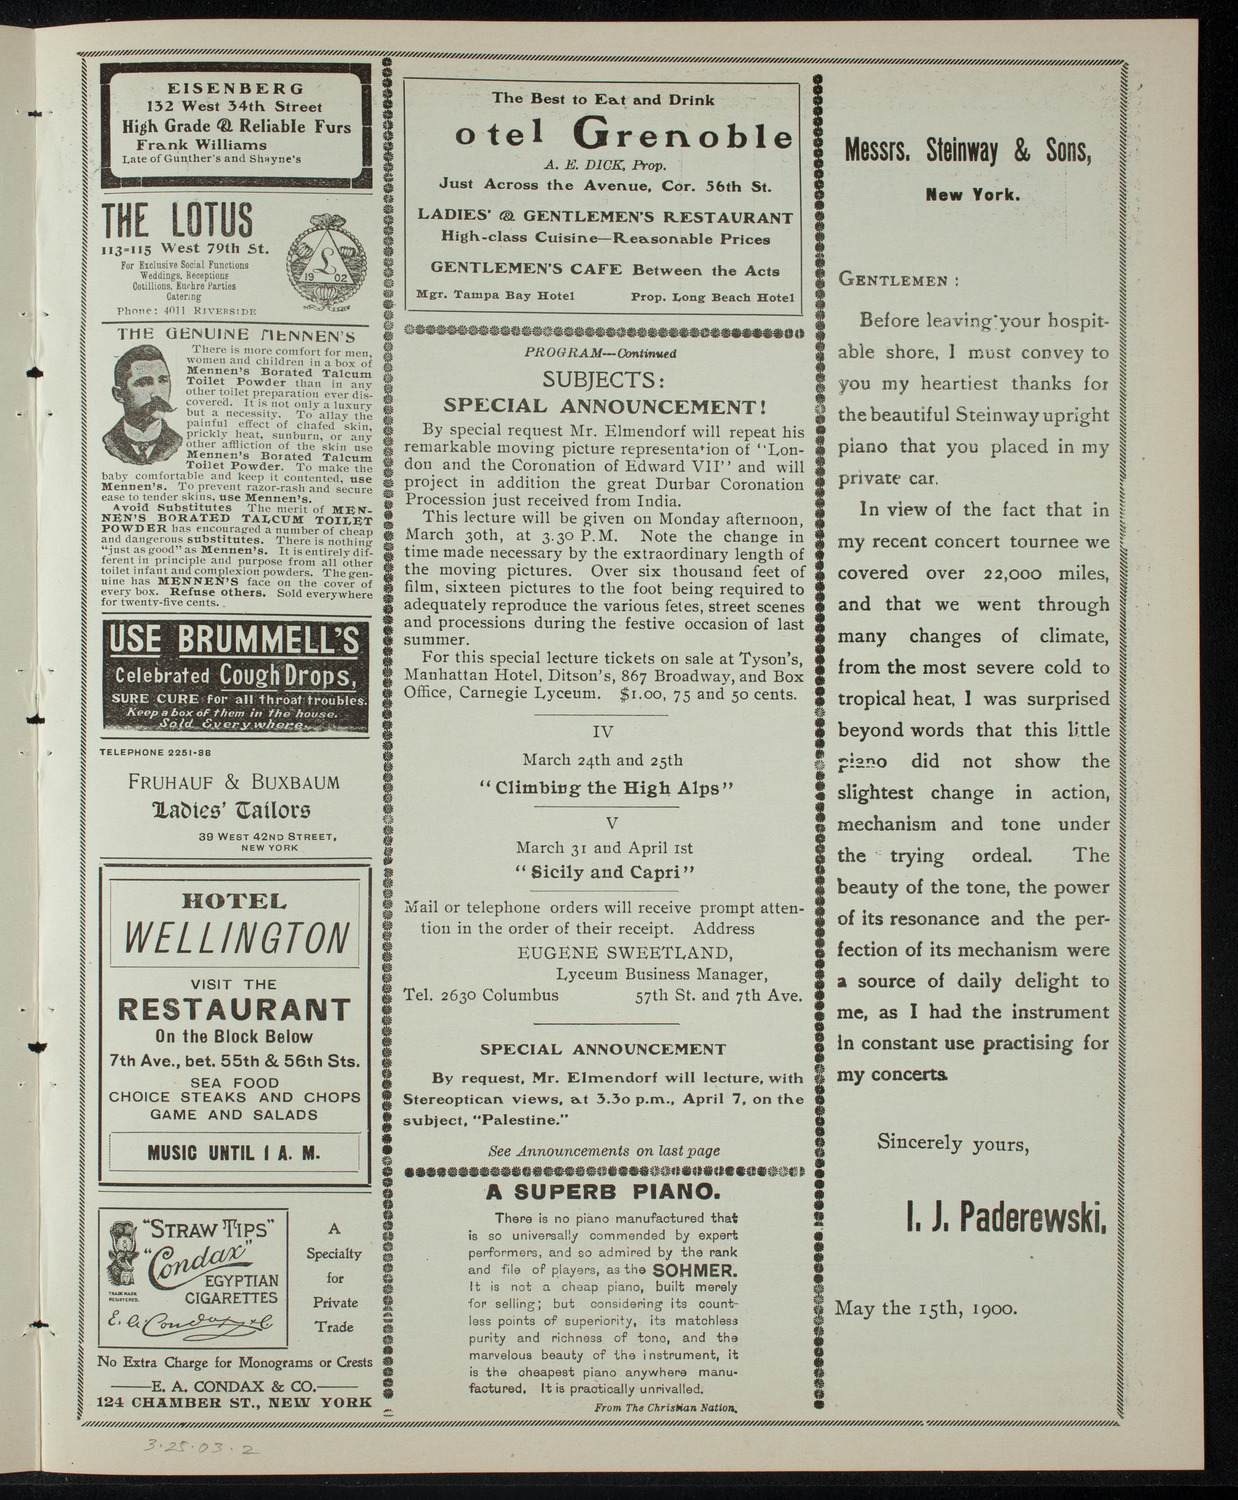 EISENBERG
132 West 34th Street
High Grade & Reliable Furs
Frank Williams
Late of Gunther's and Shayne's
THE LOTUS
113-115 West 79th St.
For Exclusive Social Functions
Weddings, Receptions
Cotillions, Euchre Parties
Catering
Phone: 4011 RIVERSIDE
L
19 02
THE GENUINE MENNEN'S
There is more comfort for men,
women and children in a box of
Mennen's Borated Talcum
Toilet Powder than in any
other toilet preparation ever dis-
covered. It is not only a luxury
but a necessity. To allay the
painful effect of chafed skin,
prickly heat, sunburn, or any
other affliction of the skin use
Mennen's Borated Talcum
Toilet Powder. To make the
baby comfortable and keep it contented, use
Mennen's. To prevent razor-rash and secure
ease to tender skins, use Mennen's.
Avoid Substitutes The merit of MEN-
NEN'S BORATED TALCUM TOILET
POWDER has encouraged a number of cheap
and dangerous substitutes. There is nothing
"just as good" as Mennen's. It is entirely dif-
ferent in principle and purpose from all other
toilet infant and complexion powders. The gen-
uine has MENNEN'S face on the cover of
every box. Refuse others. Sold everywhere
for twenty-five cents.
USE BRUMMELL'S
Celebrated Cough Drops,
SURE CURE for all throat troubles.
Keep a box of them in the house.
Sold Everywhere.
TELEPHONE 2251-88
FRUHAUF & BUXBAUM
Ladies' Tailors
39 WEST 42ND STREET,
NEW YORK
HOTEL
WELLINGTON
VISIT THE
RESTAURANT
On the Block Below
7th Ave., bet. 55th & 56th Sts.
SEA FOOD
CHOICE STEAKS AND CHOPS
GAME AND SALADS
MUSIC UNTIL 1 A. M.
"STRAW TIPS"
"Condax"
EGYPTIAN
CIGARETTES
TRADE MARK
REGISTERED.
E. A. Condax & Co
A
Specialty
for
Private
Trade
No Extra Charge for Monograms or Crests
E. A. CONDAX & CO.
124 CHAMBER ST., NEW YORK
3.25.03.2
The Best to Eat and Drink
otel Grenoble
A. E. DICK, Prop.
Just Across the Avenue, Cor. 56th St.
LADIES' & GENTLEMEN'S RESTAURANT
High-class Cuisine—Reasonable Prices
GENTLEMEN'S CAFE Between the Acts
Mgr. Tampa Bay Hotel Prop. Long Beach Hotel
PROGRAM—Continued
SUBJECTS:
SPECIAL ANNOUNCEMENT!
By special request Mr. Elmendorf will repeat his
remarkable moving picture representation of "Lon-
don and the Coronation of Edward VII" and will
project in addition the great Durbar Coronation
Procession just received from India.
This lecture will be given on Monday afternoon,
March 30th, at 3.30 P.M. Note the change in
time made necessary by the extraordinary length of
the moving pictures. Over six thousand feet of
film, sixteen pictures to the foot being required to
adequately reproduce the various fetes, street scenes
and processions during the festive occasion of last
summer.
For this special lecture tickets on sale at Tyson's,
Manhattan Hotel, Ditson's, 867 Broadway, and Box
Office, Carnegie Lyceum. $1.00, 75 and 50 cents.
IV
March 24th and 25th
"Climbing the High Alps"
V
March 31 and April 1st
"Sicily and Capri"
Mail or telephone orders will receive prompt atten-
tion in the order of their receipt. Address
EUGENE SWEETLAND,
Lyceum Business Manager,
Tel. 2630 Columbus 57th St. and 7th Ave.
SPECIAL ANNOUNCEMENT
By request, Mr. Elmendorf will lecture, with
Stereoptican views, at 3.30 p.m., April 7, on the
subject, "Palestine."
See Announcements on last page
A SUPERB PIANO.
There is no piano manufactured that
is so universally commended by expert
performers, and so admired by the rank
and file of players, as the SOHMER.
It is not a cheap piano, built merely
for selling; but considering its count-
less points of superiority, its matchless
purity and richness of tone, and the
marvelous beauty of the instrument, it
is the cheapest piano anywhere manu-
factured. It is practically unrivalled.
From The Christian Nation.
Messrs. Steinway & Sons,
New York.
GENTLEMEN :
Before leaving your hospit-
able shore, I must convey to
you my heartiest thanks for
the beautiful Steinway upright
piano that you placed in my
private car.
In view of the fact that in
my recent concert tournee we
covered over 22,000 miles,
and that we went through
many changes of climate,
from the most severe cold to
tropical heat, I was surprised
beyond words that this little
piano did not show the
slightest change in action,
mechanism and tone under
the trying ordeal. The
beauty of the tone, the power
of its resonance and the per-
fection of its mechanism were
a source of daily delight to
me, as I had the instrument
in constant use practising for
my concerts.
Sincerely yours,
I. J. Paderewski,
May the 15th, 1900.